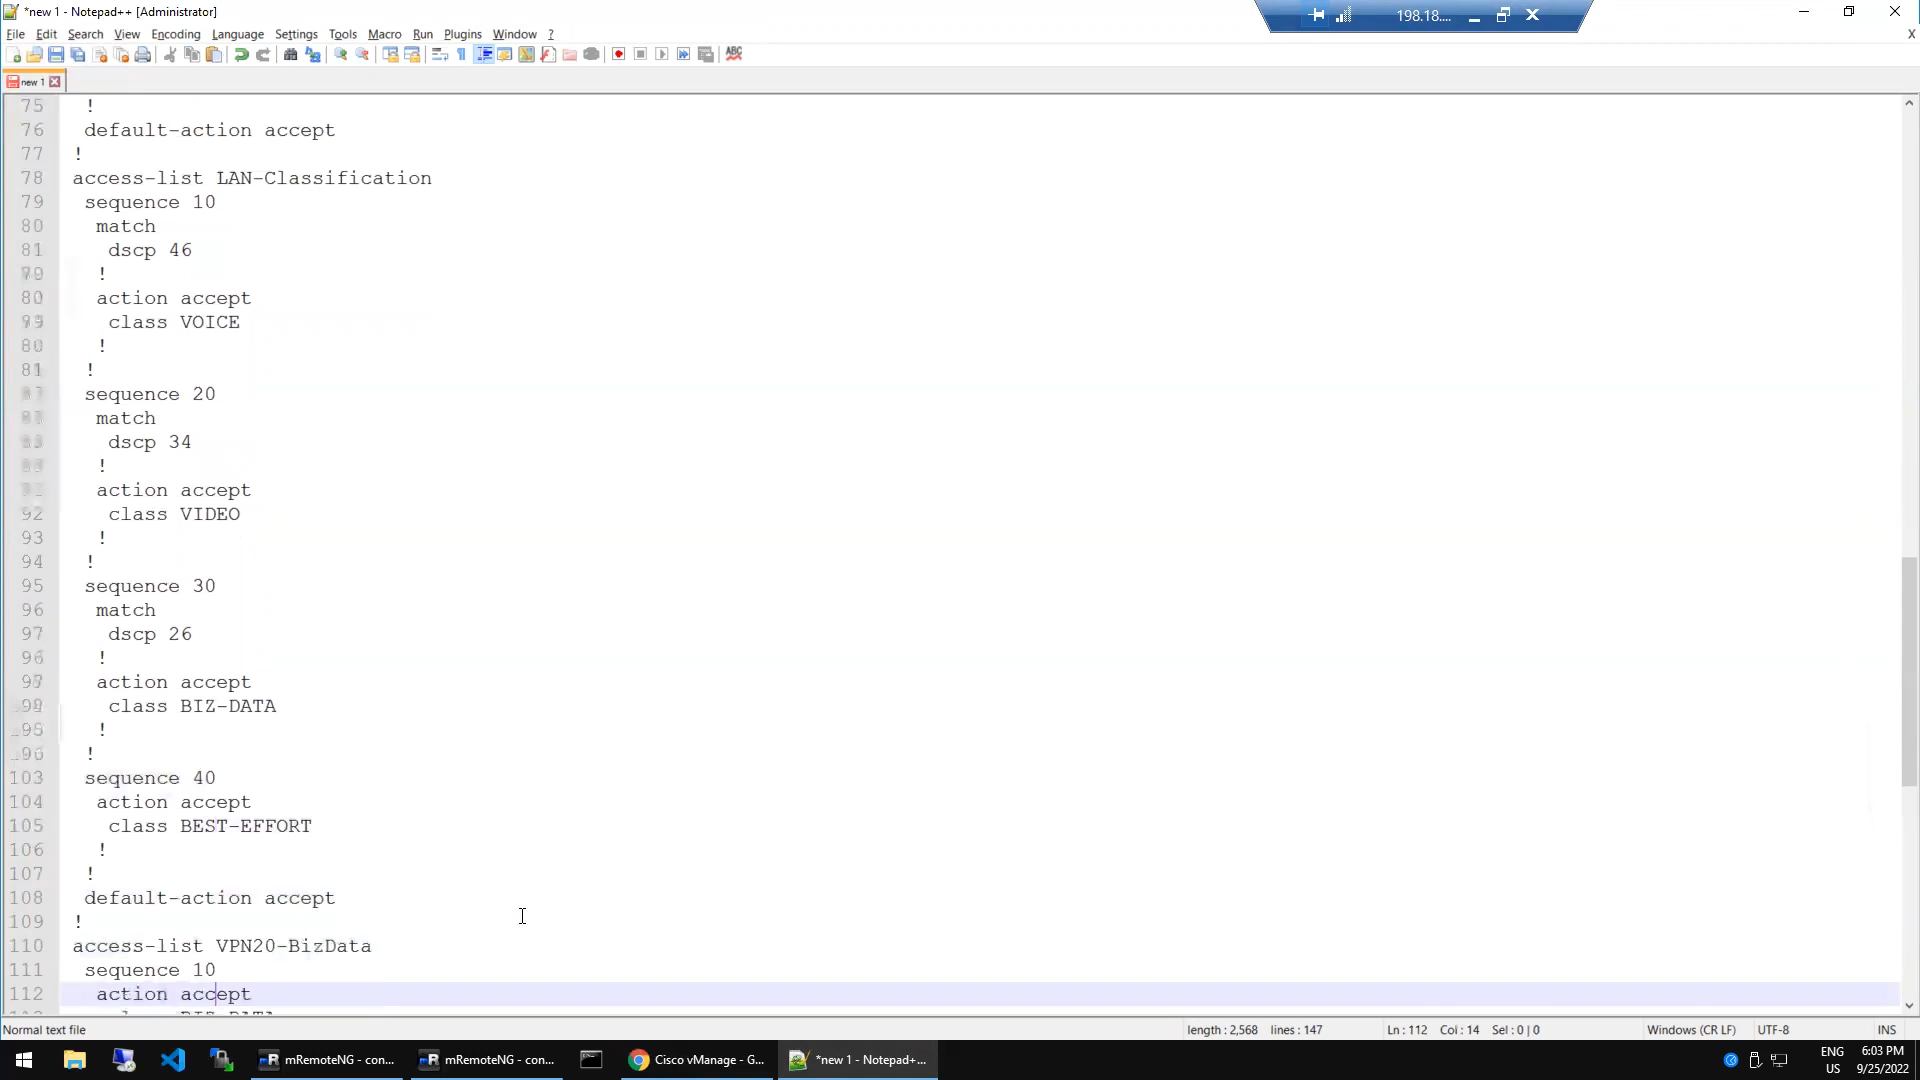 *new 1 - Notepad++ [Administrator]
198.18....
File Edit Search View Encoding Language Settings Tools Macro Run Plugins Window ?
X
new 1
75 !
76 default-action accept
77 !
78 access-list LAN-Classification
79 sequence 10
80 match
81 dscp 46
!
80 action accept
class VOICE
80 !
81 !
sequence 20
match
dscp 34
!
action accept
92 class VIDEO
93 !
94 !
95 sequence 30
96 match
97 dscp 26
96 !
action accept
class BIZ-DATA
!
!
103 sequence 40
104 action accept
105 class BEST-EFFORT
106 !
107 !
108 default-action accept
109 !
110 access-list VPN20-BizData
111 sequence 10
112 action accept
Normal text file length : 2,568 lines : 147 Ln : 112 Col : 14 Sel : 0 | 0 Windows (CR LF) UTF-8 INS
mRemoteNG - con... mRemoteNG - con... Cisco vManage - G... *new 1 - Notepad+...
ENG
US
6:03 PM
9/25/2022